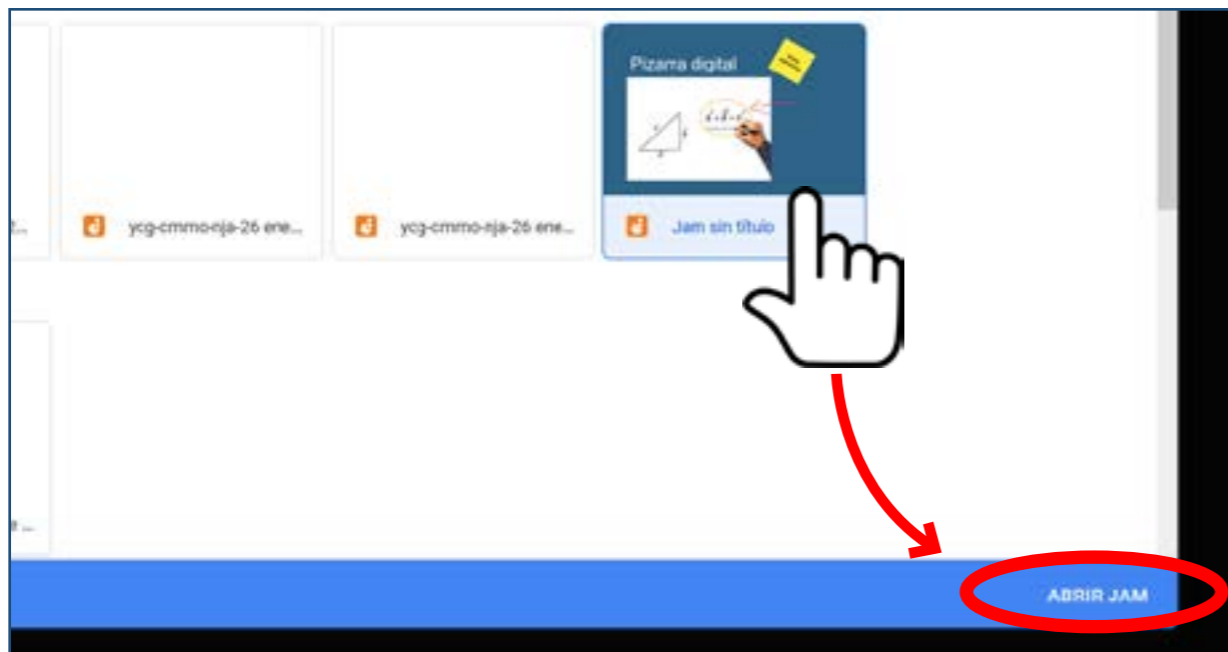 Pizarra digital
ycg-cmmo-nja-26 ene...
ycg-cmmo-nja-26 ene...
Jam sin título
ABRIR JAM